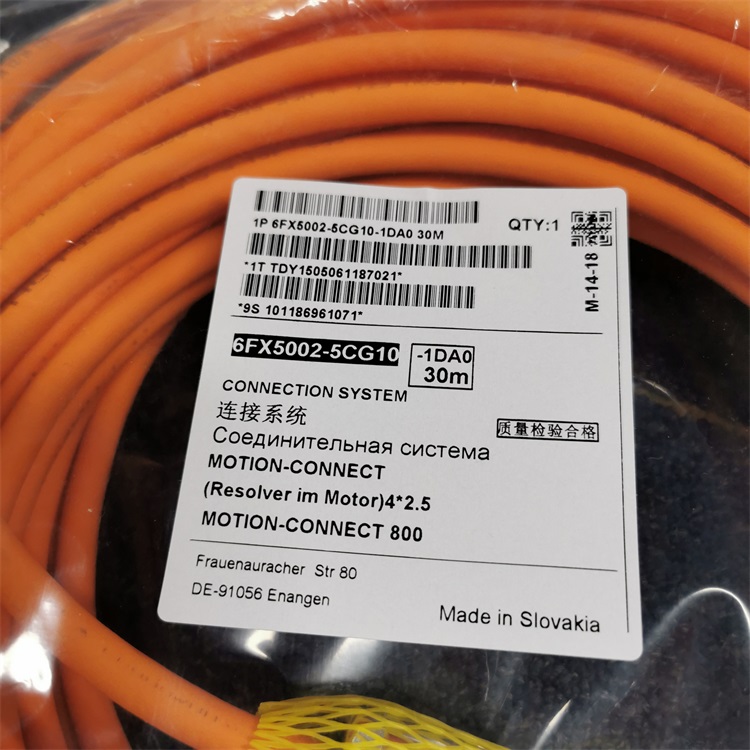 1P 6FX5002-5CG10-1DA0 30M
QTY:1
*1T TDY1505061187021*
M-14-18
*9S 101186961071*
6FX5002-5CG10
-1DA0
30m
CONNECTION SYSTEM
连接系统
质量检验合格
Соединительная система
MOTION-CONNECT
(Resolver im Motor)4*2.5
MOTION-CONNECT 800
Frauenauracher Str 80
DE-91056 Enangen
Made in Slovakia